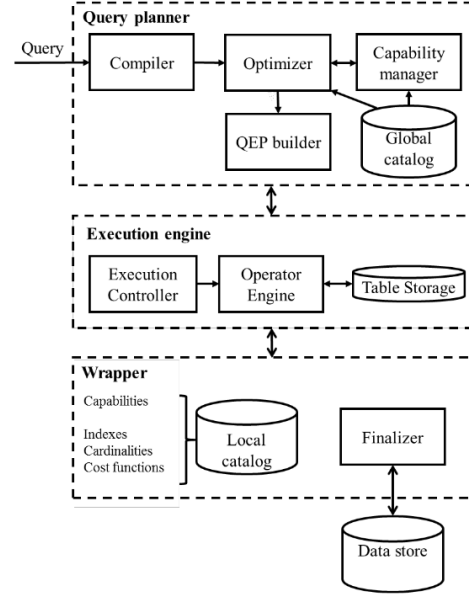 Query planner
Query
Compiler
Optimizer
Capability
manager
QEP builder
Global
catalog
Execution engine
Execution
Controller
Operator
Engine
Table Storage
Wrapper
Capabilities
Indexes
Cardinalities
Cost functions
Local
catalog
Finalizer
Data store